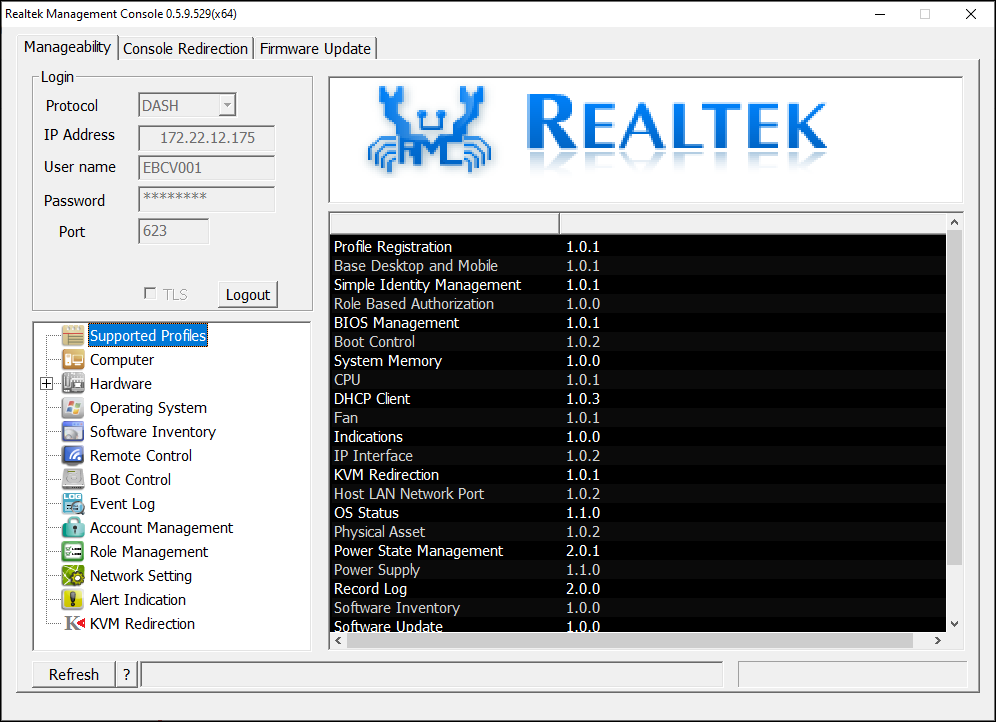 Realtek Management Console 0.5.9.529(x64)
Manageability Console Redirection Firmware Update
Login
Protocol DASH
IP Address 172.22.12.175
User name EBCV001
Password ********
Port 623
TLS Logout
RMC REALTEK
Supported Profiles
Computer
Hardware
Operating System
Software Inventory
Remote Control
Boot Control
LOG Event Log
Account Management
Role Management
Network Setting
Alert Indication
KVM Redirection
Profile Registration 1.0.1
Base Desktop and Mobile 1.0.1
Simple Identity Management 1.0.1
Role Based Authorization 1.0.0
BIOS Management 1.0.1
Boot Control 1.0.2
System Memory 1.0.0
CPU 1.0.1
DHCP Client 1.0.3
Fan 1.0.1
Indications 1.0.0
IP Interface 1.0.2
KVM Redirection 1.0.1
Host LAN Network Port 1.0.2
OS Status 1.1.0
Physical Asset 1.0.2
Power State Management 2.0.1
Power Supply 1.1.0
Record Log 2.0.0
Software Inventory 1.0.0
Software Update 1.0.0
Refresh ?